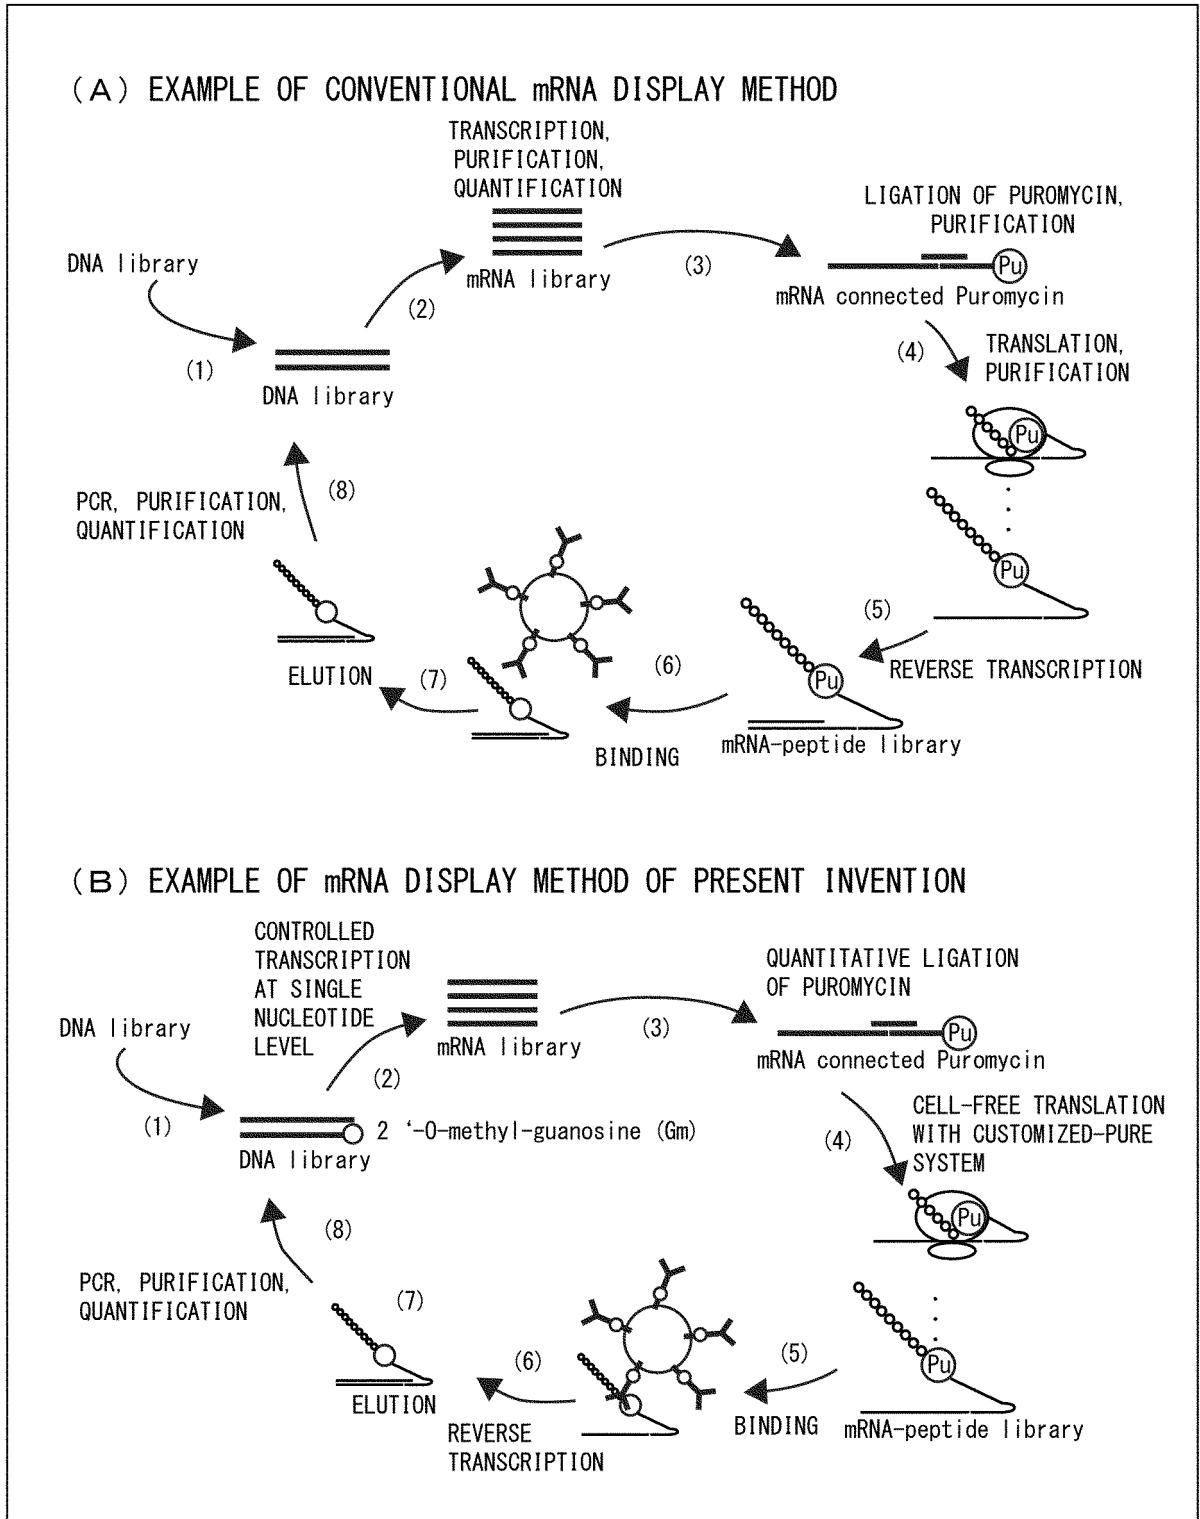 (A) EXAMPLE OF CONVENTIONAL mRNA DISPLAY METHOD
TRANSCRIPTION,
PURIFICATION,
QUANTIFICATION
mRNA library
DNA library
(1)
DNA library
(2)
(3)
LIGATION OF PUROMYCIN,
PURIFICATION
Pu
mRNA connected Puromycin
(4)
TRANSLATION,
PURIFICATION
Pu
Pu
(5)
REVERSE TRANSCRIPTION
Pu
mRNA-peptide library
(6)
BINDING
(7)
ELUTION
(8)
PCR, PURIFICATION,
QUANTIFICATION
(B) EXAMPLE OF mRNA DISPLAY METHOD OF PRESENT INVENTION
DNA library
(1)
2 ‘-O-methyl-guanosine (Gm)
DNA library
CONTROLLED
TRANSCRIPTION
AT SINGLE
NUCLEOTIDE
LEVEL
(2)
mRNA library
(3)
QUANTITATIVE LIGATION
OF PUROMYCIN
Pu
mRNA connected Puromycin
(4)
CELL-FREE TRANSLATION
WITH CUSTOMIZED-PURE
SYSTEM
Pu
Pu
mRNA-peptide library
(5)
BINDING
(6)
REVERSE
TRANSCRIPTION
(7)
ELUTION
(8)
PCR, PURIFICATION,
QUANTIFICATION